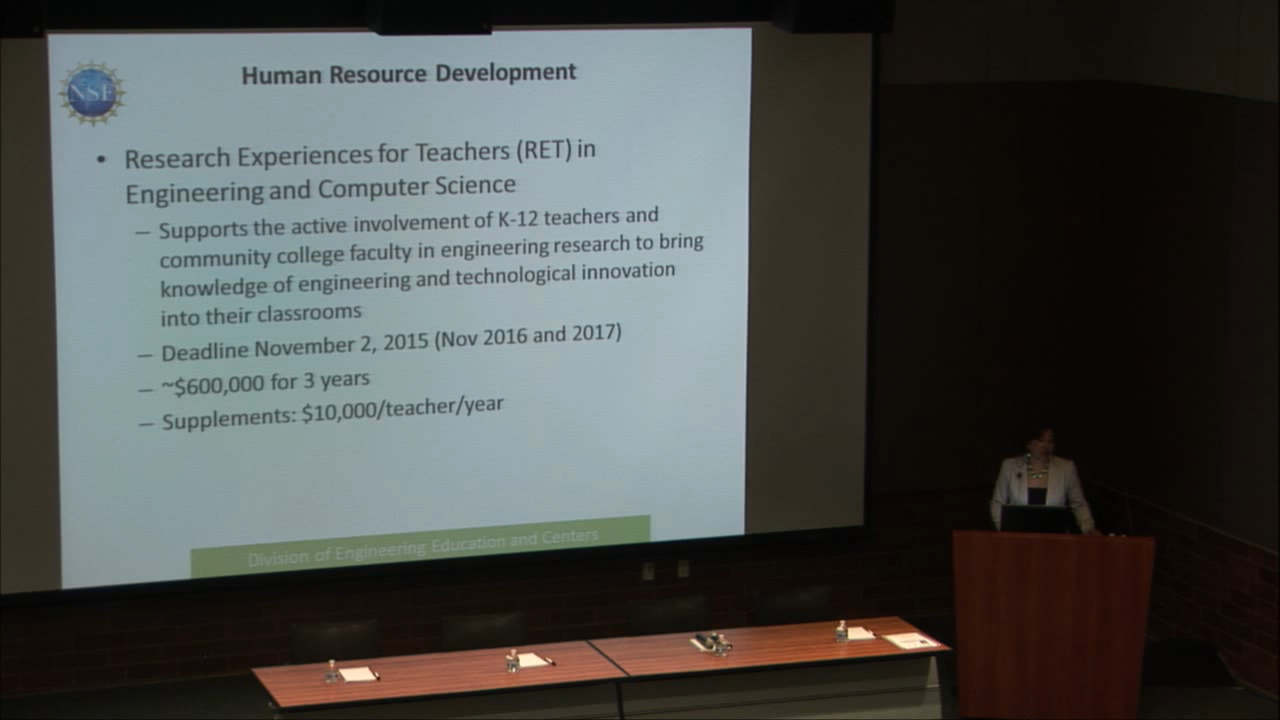 NSF
Human Resource Development
• Research Experiences for Teachers (RET) in
Engineering and Computer Science
– Supports the active involvement of K-12 teachers and
community college faculty in engineering research to bring
knowledge of engineering and technological innovation
into their classrooms
– Deadline November 2, 2015 (Nov 2016 and 2017)
– ~$600,000 for 3 years
– Supplements: $10,000/teacher/year
Division of Engineering Education and Centers